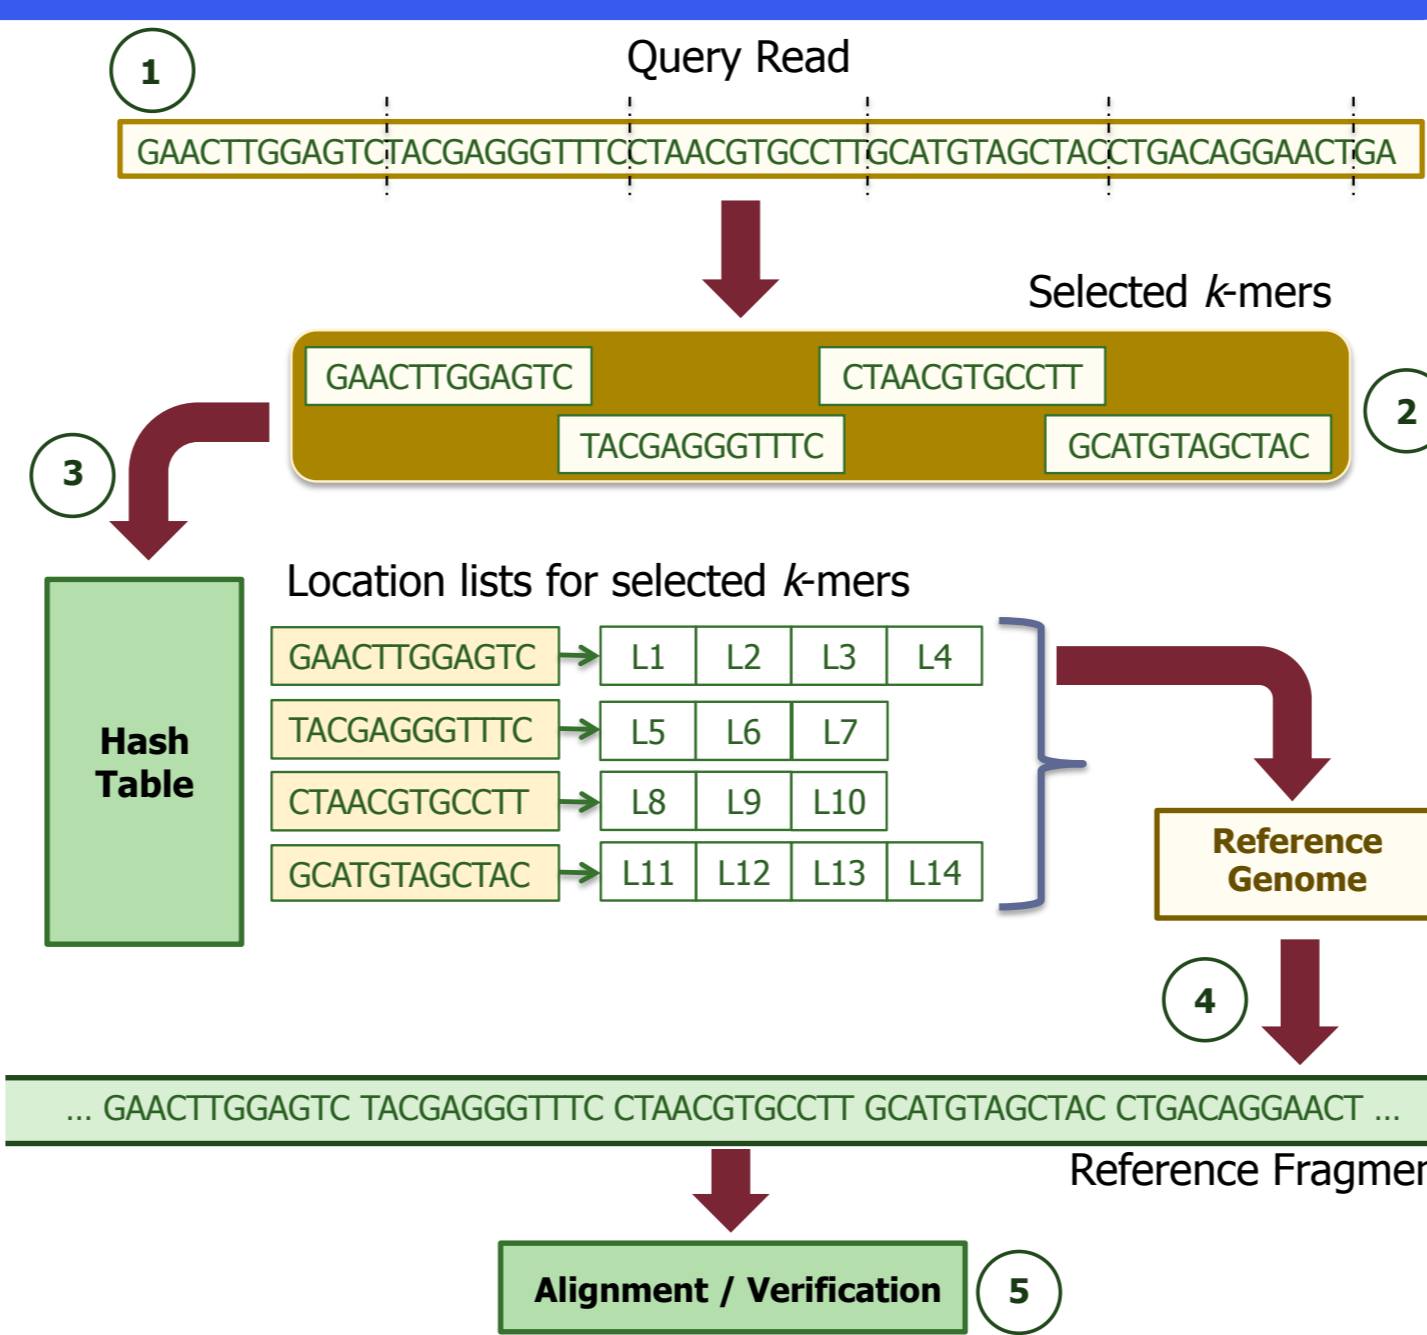 1
Query Read
GAACTTGGAGTCTACGAGGGTTTCCTAACGTGCCTTGCATGTAGCTACCTGACAGGAACTGA
Selected k-mers
GAACTTGGAGTC
CTAACGTGCCTT
2
TACGAGGGTTTC
GCATGTAGCTAC
3
Location lists for selected k-mers
Hash
Table
GAACTTGGAGTC L1 L2 L3 L4
TACGAGGGTTTC L5 L6 L7
CTAACGTGCCTT L8 L9 L10
GCATGTAGCTAC L11 L12 L13 L14
Reference
Genome
4
... GAACTTGGAGTC TACGAGGGTTTC CTAACGTGCCTT GCATGTAGCTAC CTGACAGGAACT ...
Reference Fragmen
Alignment / Verification
5